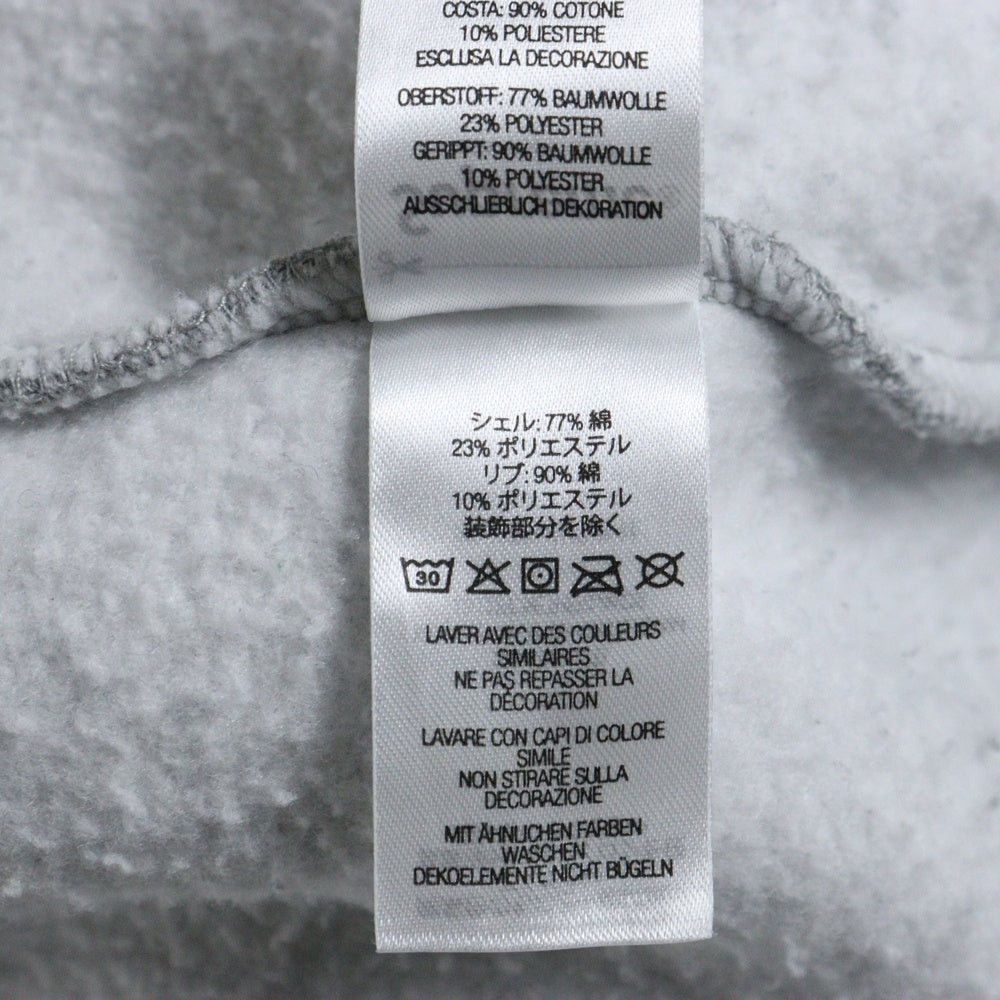 COSTA: 90% COTONE
10% POLIESTERE
ESCLUSA LA DECORAZIONE
OBERSTOFF: 77% BAUMWOLLE
23% POLYESTER
GERIPPT: 90% BAUMWOLLE
10% POLYESTER
AUSSCHLIEBLICH DEKORATION
シェル: 77% 綿
23% ポリエステル
リブ: 90% 綿
10% ポリエステル
装飾部分を除く
30
LAVER AVEC DES COULEURS
SIMILAIRES
NE PAS REPASSER LA
DÉCORATION
LAVARE CON CAPI DI COLORE
SIMILE
NON STIRARE SULLA
DECORAZIONE
MIT ÄHNLICHEN FARBEN
WASCHEN
DEKOELEMENTE NICHT BÜGELN